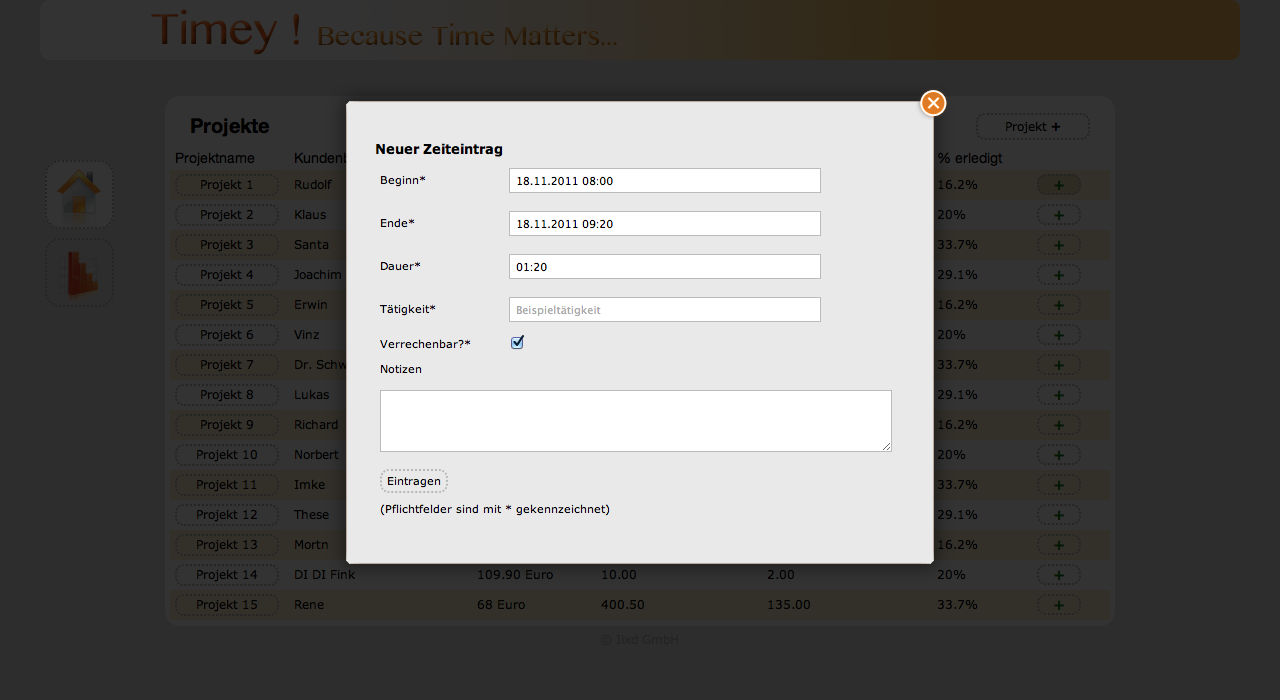 Timey ! Because Time Matters...
Projekte
Projekt +
Projektname Kundenb % erledigt
Neuer Zeiteintrag
Beginn* 18.11.2011 08:00
Ende* 18.11.2011 09:20
Dauer* 01:20
Tätigkeit* Beispieltätigkeit
Verrechenbar?*
Notizen
Eintragen
(Pflichtfelder sind mit * gekennzeichnet)
Projekt 1 Rudolf 16.2% +
Projekt 2 Klaus 20% +
Projekt 3 Santa 33.7% +
Projekt 4 Joachim 29.1% +
Projekt 5 Erwin 16.2% +
Projekt 6 Vinz 20% +
Projekt 7 Dr. Schw 33.7% +
Projekt 8 Lukas 29.1% +
Projekt 9 Richard 16.2% +
Projekt 10 Norbert 20% +
Projekt 11 Imke 33.7% +
Projekt 12 These 29.1% +
Projekt 13 Mortn 16.2% +
Projekt 14 DI DI Fink 109.90 Euro 10.00 2.00 20% +
Projekt 15 Rene 68 Euro 400.50 135.00 33.7% +
GmbH